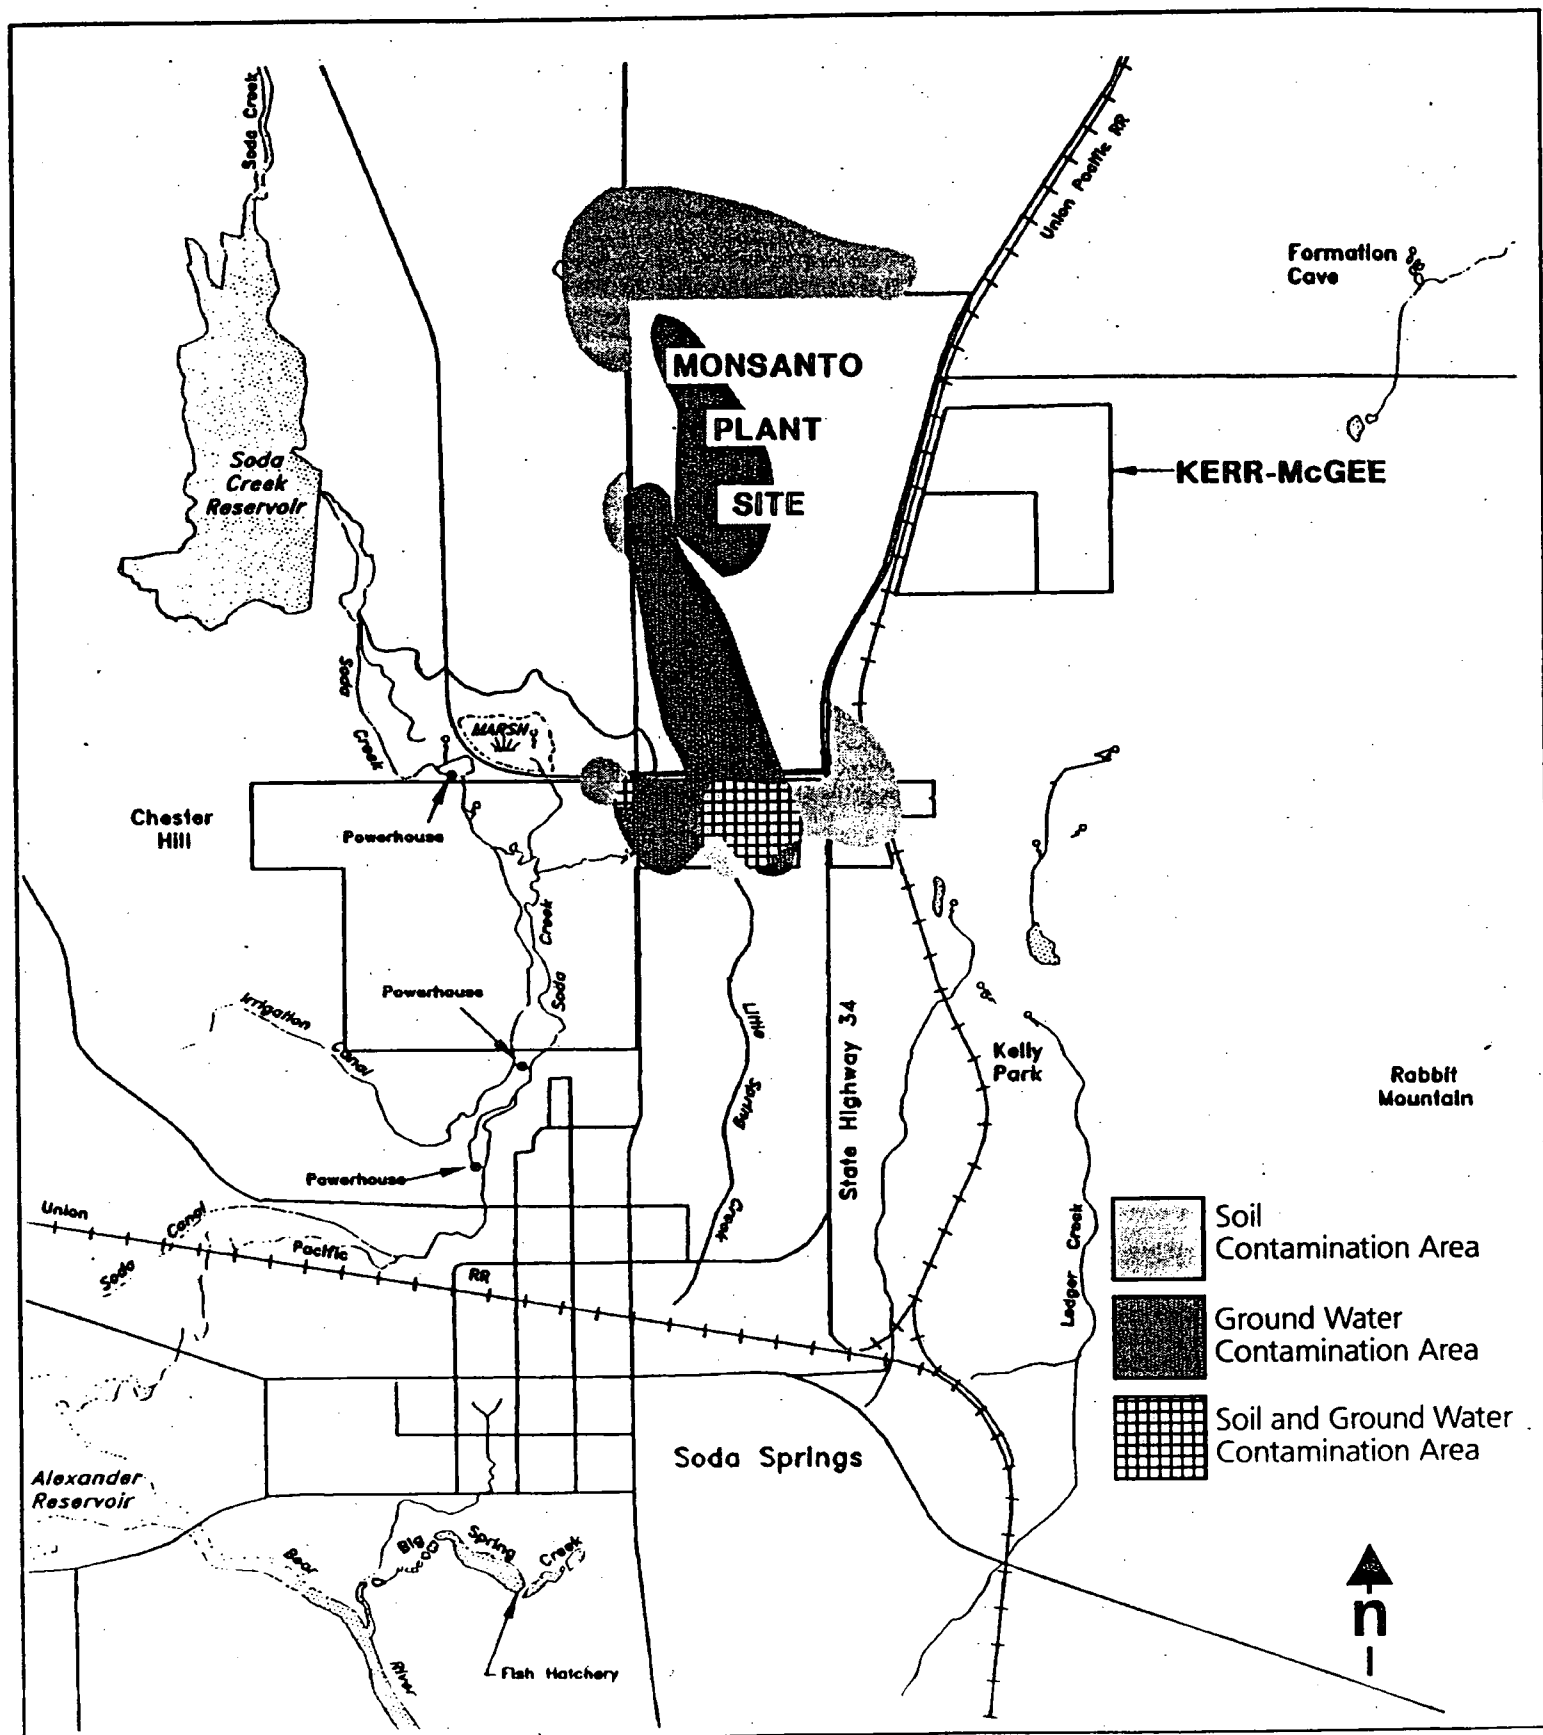 Soda Creek
Union Pacific RR
Formation
Cave
MONSANTO
PLANT
SITE
KERR-McGEE
Soda
Creek
Reservoir
Soda
Creek
MARSH
Chester
Hill
Powerhouse
Creek
Soda
Powerhouse
Irrigation
Canal
Little
Spring
Creek
State Highway 34
Kelly
Park
Rabbit
Mountain
Powerhouse
Union
Pacific
RR
Soda
Canal
Ledger Creek
Soil
Contamination Area
Ground Water
Contamination Area
Soil and Ground Water
Contamination Area
Soda Springs
Alexander
Reservoir
Bear
River
Big
Spring
Creek
Fish Hatchery
n